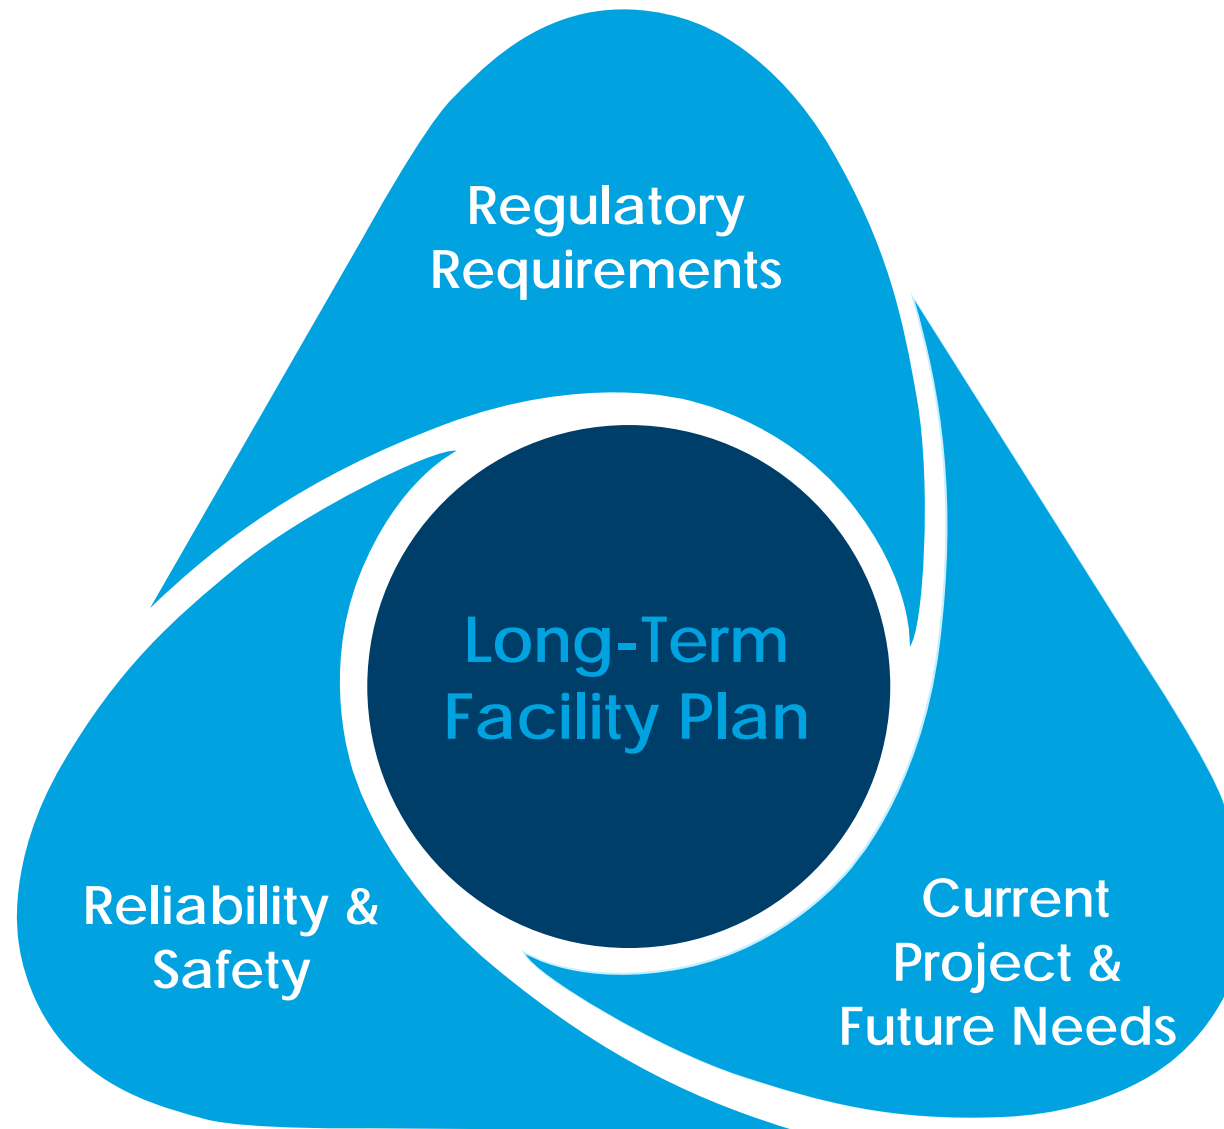 Regulatory
Requirements
Long-Term
Facility Plan
Reliability &
Safety
Current
Project &
Future Needs